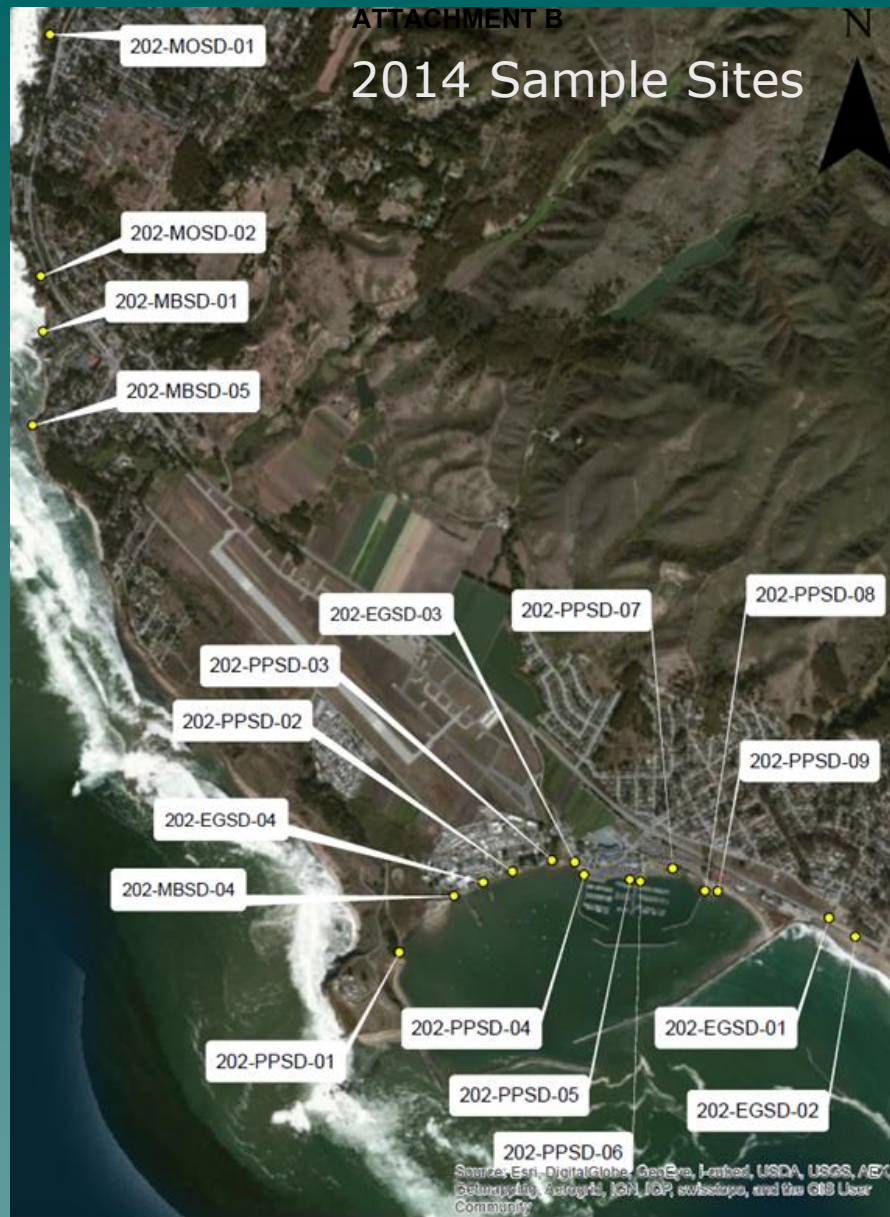 ATTACHMENT B
N
2014 Sample Sites
202-MOSD-01
202-MOSD-02
202-MBSD-01
202-MBSD-05
202-PPSD-08
202-EGSD-03
202-PPSD-07
202-PPSD-03
202-PPSD-02
202-PPSD-09
202-EGSD-04
202-MBSD-04
202-PPSD-04
202-EGSD-01
202-PPSD-01
202-PPSD-05
202-EGSD-02
202-PPSD-06
Source: Esri, DigitalGlobe, GeoEye, i-cubed, USDA, USGS, AEX,
Getmapping, Aerogrid, IGN, IGP, swisstopo, and the GIS User
Community